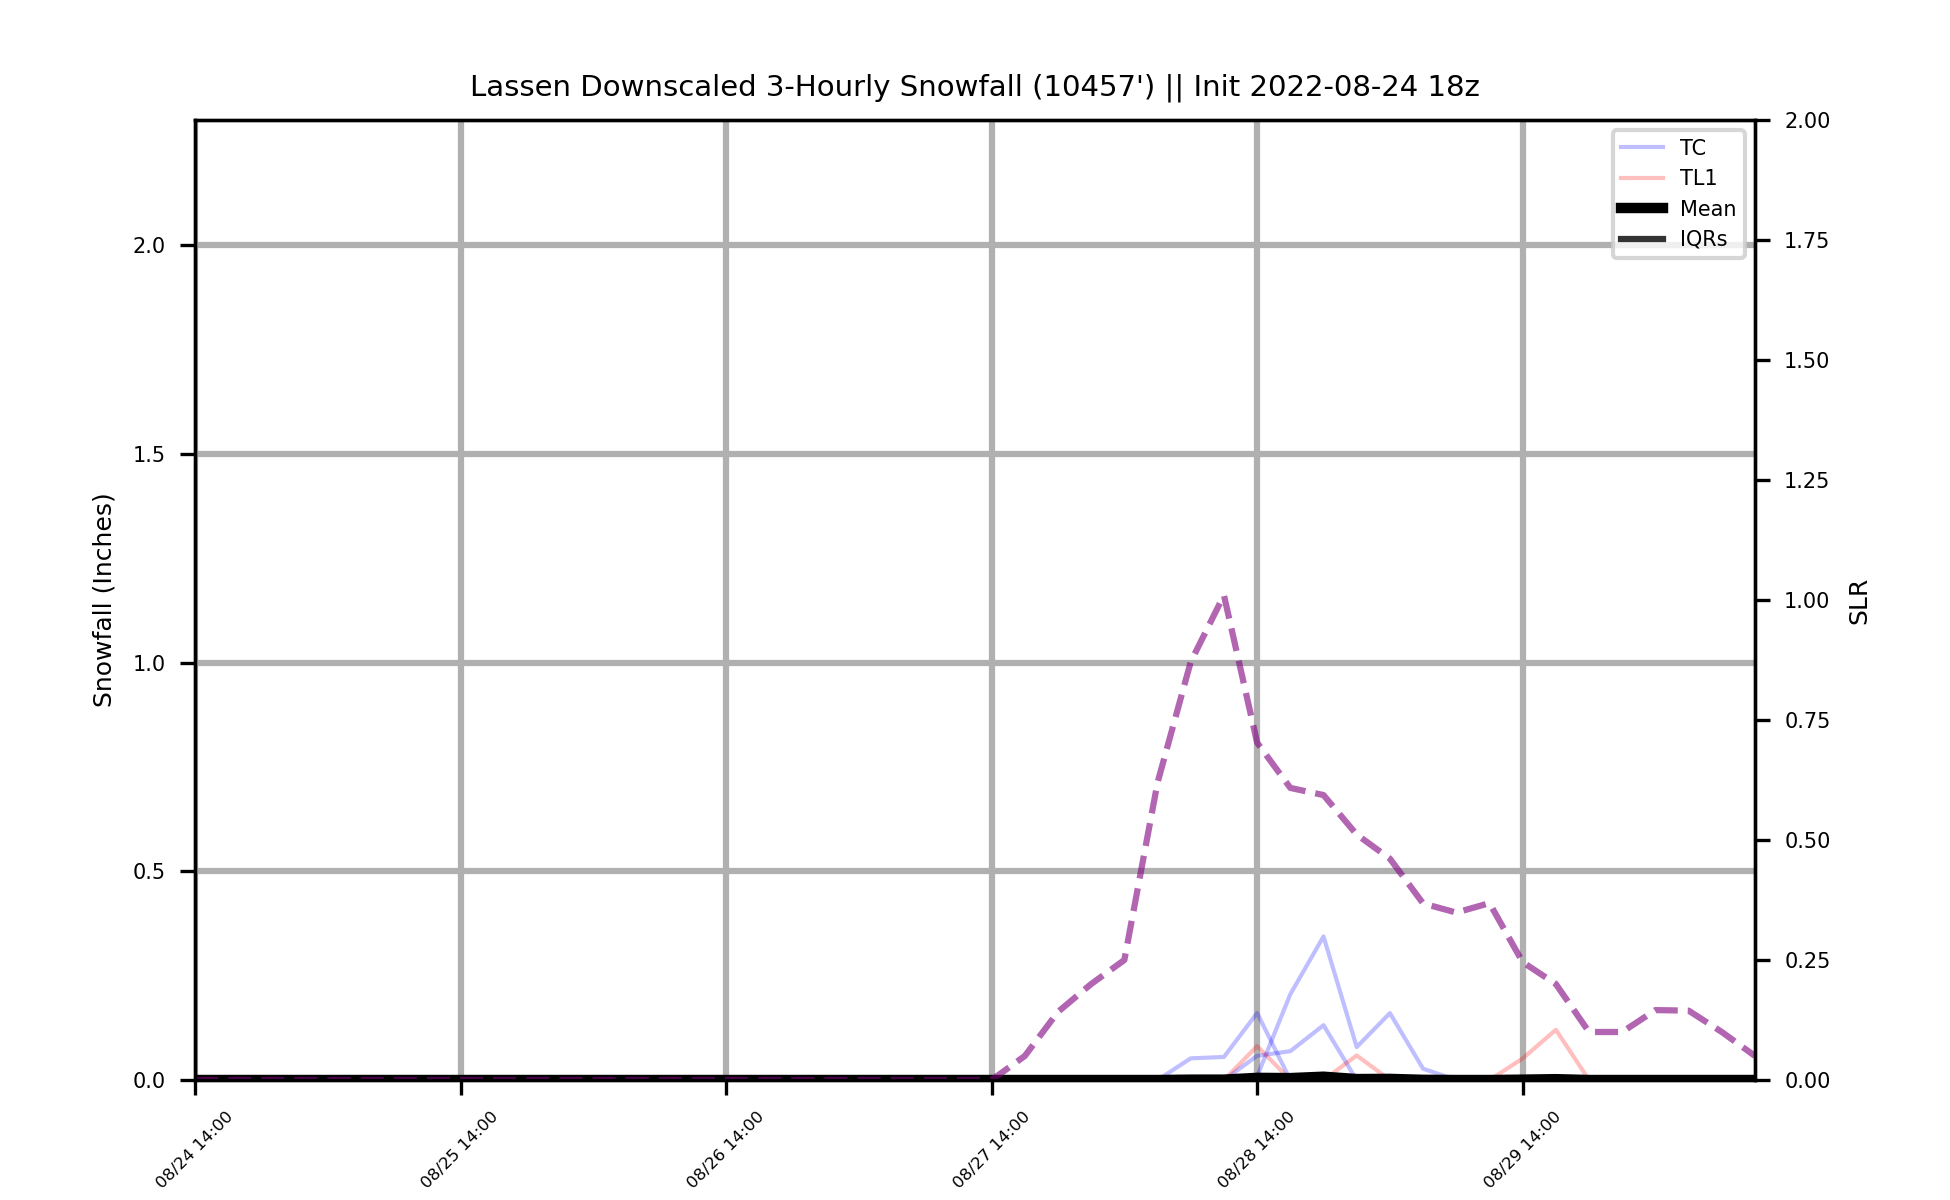 Lassen Downscaled 3-Hourly Snowfall (10457') || Init 2022-08-24 18z
TC
TL1
Mean
IQRs
Snowfall (Inches)
2.0
1.5
1.0
0.5
0.0
2.00
1.75
1.50
1.25
1.00
0.75
0.50
0.25
0.00
SLR
08/24 14:00
08/25 14:00
08/26 14:00
08/27 14:00
08/28 14:00
08/29 14:00